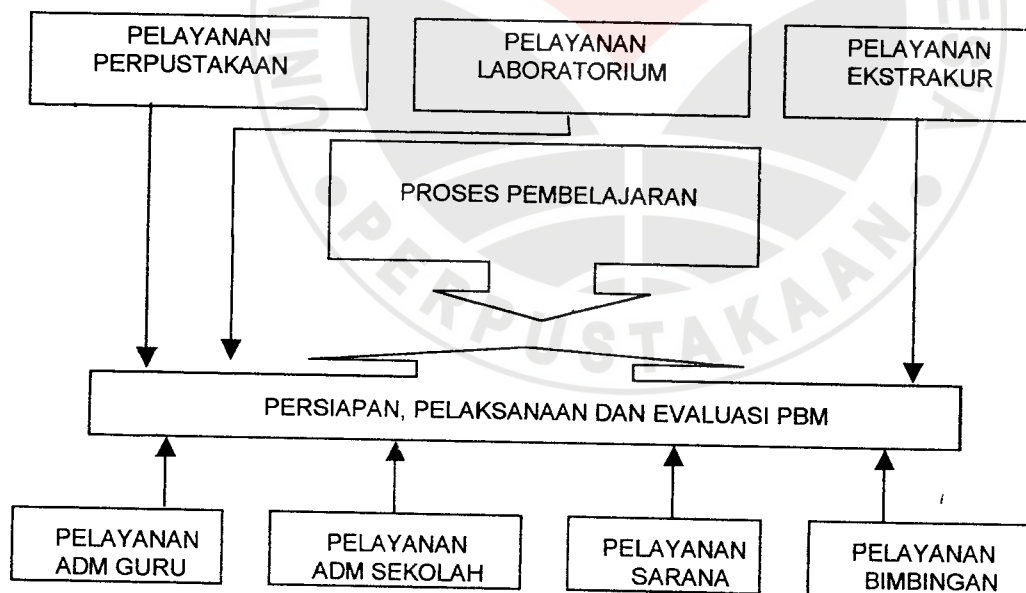 PELAYANAN
PERPUSTAKAAN
PELAYANAN
LABORATORIUM
PELAYANAN
EKSTRAKUR
PROSES PEMBELAJARAN
PERSIAPAN, PELAKSANAAN DAN EVALUASI PBM
PELAYANAN
ADM GURU
PELAYANAN
ADM SEKOLAH
PELAYANAN
SARANA
PELAYANAN
BIMBINGAN
PERPUSTAKAAN